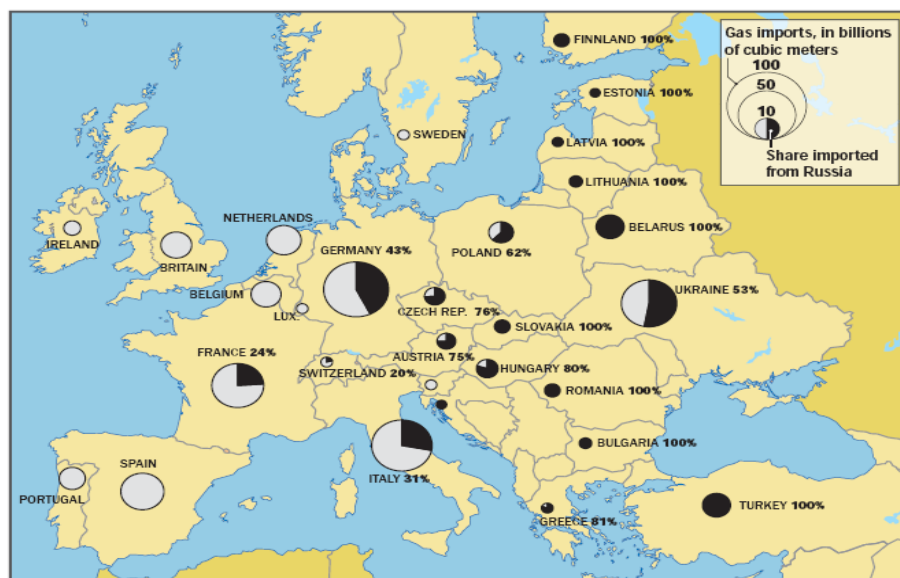 Gas imports, in billions
of cubic meters
100
50
10
Share imported
from Russia
FINNLAND 100%
ESTONIA 100%
SWEDEN
LATVIA 100%
LITHUANIA 100%
NETHERLANDS
IRELAND
BRITAIN
GERMANY 43%
POLAND 62%
BELARUS 100%
BELGIUM
LUX.
CZECH REP. 76%
UKRAINE 53%
SLOVAKIA 100%
FRANCE 24%
SWITZERLAND 20%
AUSTRIA 75%
HUNGARY 80%
ROMANIA 100%
BULGARIA 100%
SPAIN
PORTUGAL
ITALY 31%
GREECE 81%
TURKEY 100%